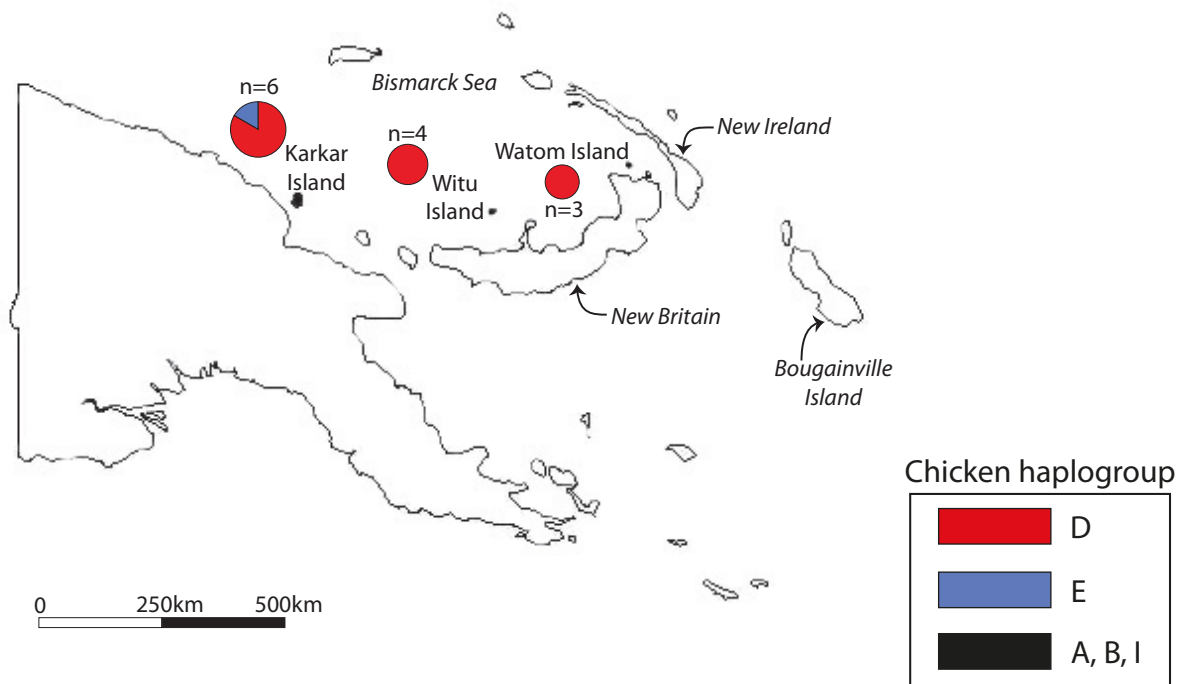 Bismarck Sea
n=6
Karkar
Island
n=4
Witu
Island
Watom Island
n=3
New Ireland
New Britain
Bougainville
Island
0 250km 500km
Chicken haplogroup
D
E
A, B, I